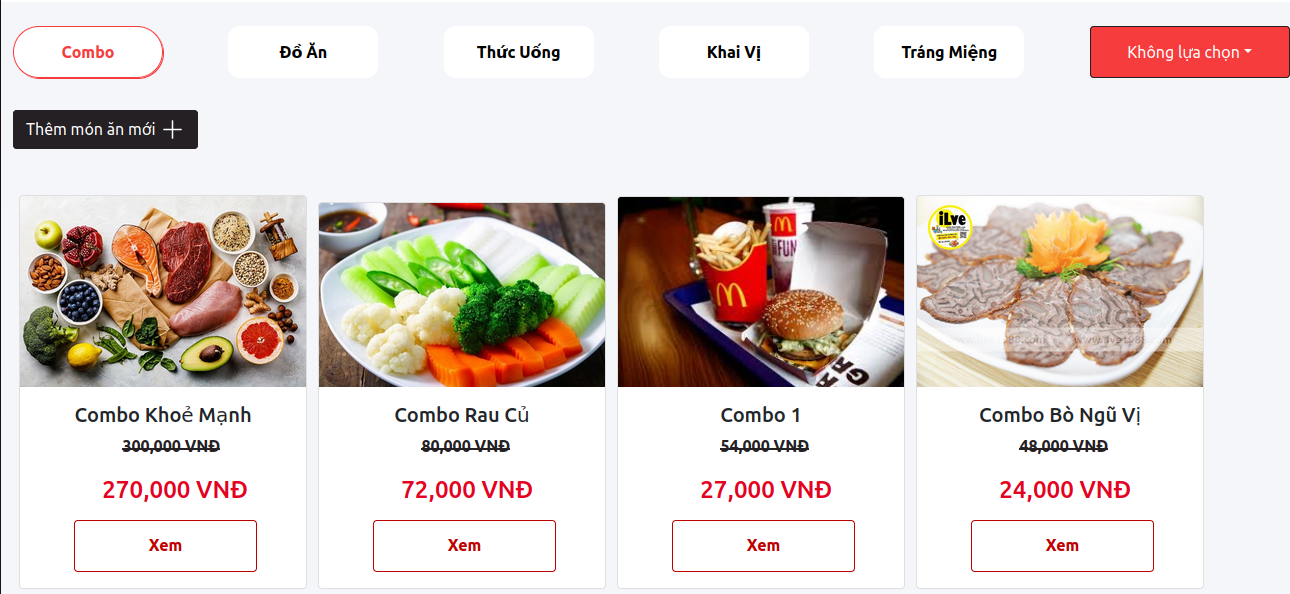 Combo
Đồ Ăn
Thức Uống
Khai Vị
Tráng Miệng
Không lựa chọn
Thêm món ăn mới
iLve
Combo Khoẻ Mạnh
300,000 VNĐ
270,000 VNĐ
Xem
Combo Rau Củ
80,000 VNĐ
72,000 VNĐ
Xem
Combo 1
54,000 VNĐ
27,000 VNĐ
Xem
Combo Bò Ngũ Vị
48,000 VNĐ
24,000 VNĐ
Xem